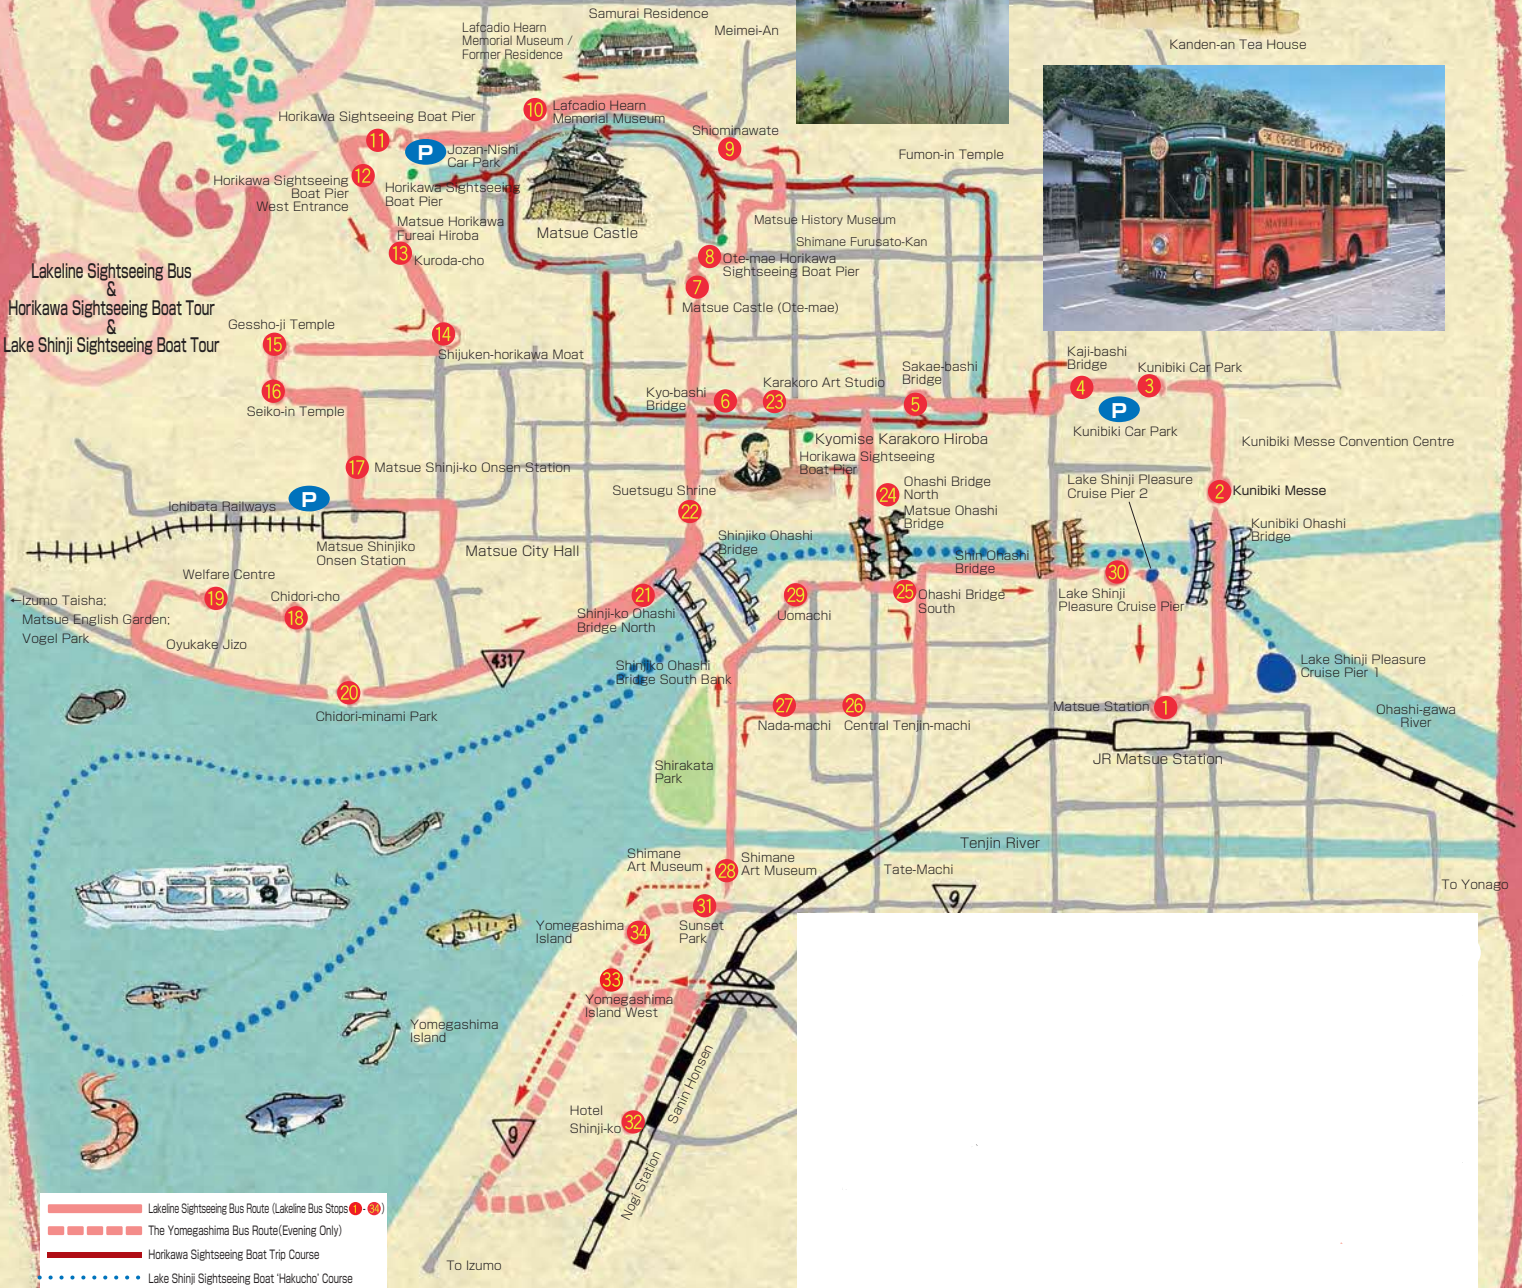 と松江
めぐ
Lakeline Sightseeing Bus
&
Horikawa Sightseeing Boat Tour
&
Lake Shinji Sightseeing Boat Tour
Samurai Residence
Lafcadio Hearn
Memorial Museum /
Former Residence
Meimei-An
Kanden-an Tea House
10
Lafcadio Hearn
Memorial Museum
Horikawa Sightseeing Boat Pier
11
P
Jozan-Nishi
Car Park
Shiominawate
9
Fumon-in Temple
12
Horikawa Sightseeing
Boat Pier
West Entrance
Horikawa Sightseeing
Boat Pier
Matsue Horikawa
Fureai Hiroba
13
Kuroda-cho
Matsue Castle
Matsue History Museum
Shimane Furusato-Kan
8
Ote-mae Horikawa
Sightseeing Boat Pier
7
Matsue Castle (Ote-mae)
Gessho-ji Temple
15
14
Shijuken-horikawa Moat
16
Seiko-in Temple
Kyo-bashi
Bridge
6
Karakoro Art Studio
23
Sakae-bashi
Bridge
5
Kaji-bashi
Bridge
4
Kunibiki Car Park
3
P
Kunibiki Car Park
Kyomise Karakoro Hiroba
Horikawa Sightseeing
Boat Pier
Kunibiki Messe Convention Centre
17
Matsue Shinji-ko Onsen Station
P
Ichibata Railways
Matsue Shinjiko
Onsen Station
Suetsugu Shrine
22
Matsue City Hall
24
Ohashi Bridge
North
Matsue Ohashi
Bridge
Lake Shinji Pleasure
Cruise Pier 2
2
Kunibiki Messe
Kunibiki Ohashi
Bridge
Shinjiko Ohashi
Bridge
Shin Ohashi
Bridge
Welfare Centre
19
Chidori-cho
18
←Izumo Taisha;
Matsue English Garden;
Vogel Park
Oyukake Jizo
21
Shinji-ko Ohashi
Bridge North
29
Uomachi
25
Ohashi Bridge
South
30
Lake Shinji
Pleasure Cruise Pier
431
Shinjiko Ohashi
Bridge South Bank
Lake Shinji Pleasure
Cruise Pier 1
20
Chidori-minami Park
27
Nada-machi
26
Central Tenjin-machi
Matsue Station
1
Ohashi-gawa
River
JR Matsue Station
Shirakata
Park
Tenjin River
Shimane
Art Museum
28
Shimane
Art Museum
Tate-Machi
9
To Yonago
31
Sunset
Park
Yomegashima
Island
34
33
Yomegashima
Island West
Yomegashima
Island
Sanin Honsen
Hotel
Shinji-ko
32
9
Nogi Station
To Izumo
Lakeline Sightseeing Bus Route (Lakeline Bus Stops 1 - 34)
The Yomegashima Bus Route(Evening Only)
Horikawa Sightseeing Boat Trip Course
Lake Shinji Sightseeing Boat 'Hakucho' Course